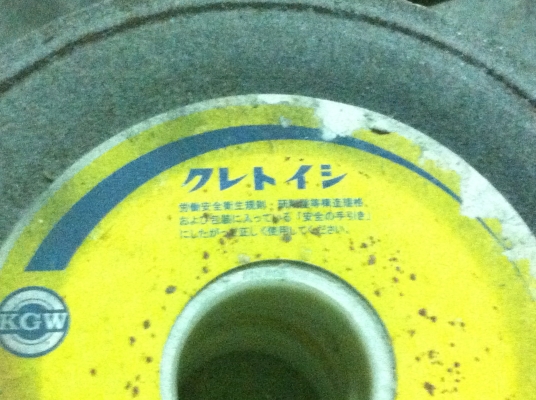 クレトイシ
労働安全衛生規則、研削盤等構造規格、
および包装に入っている「安全の手引き」
にしたがって正しく使用してください。
KGW